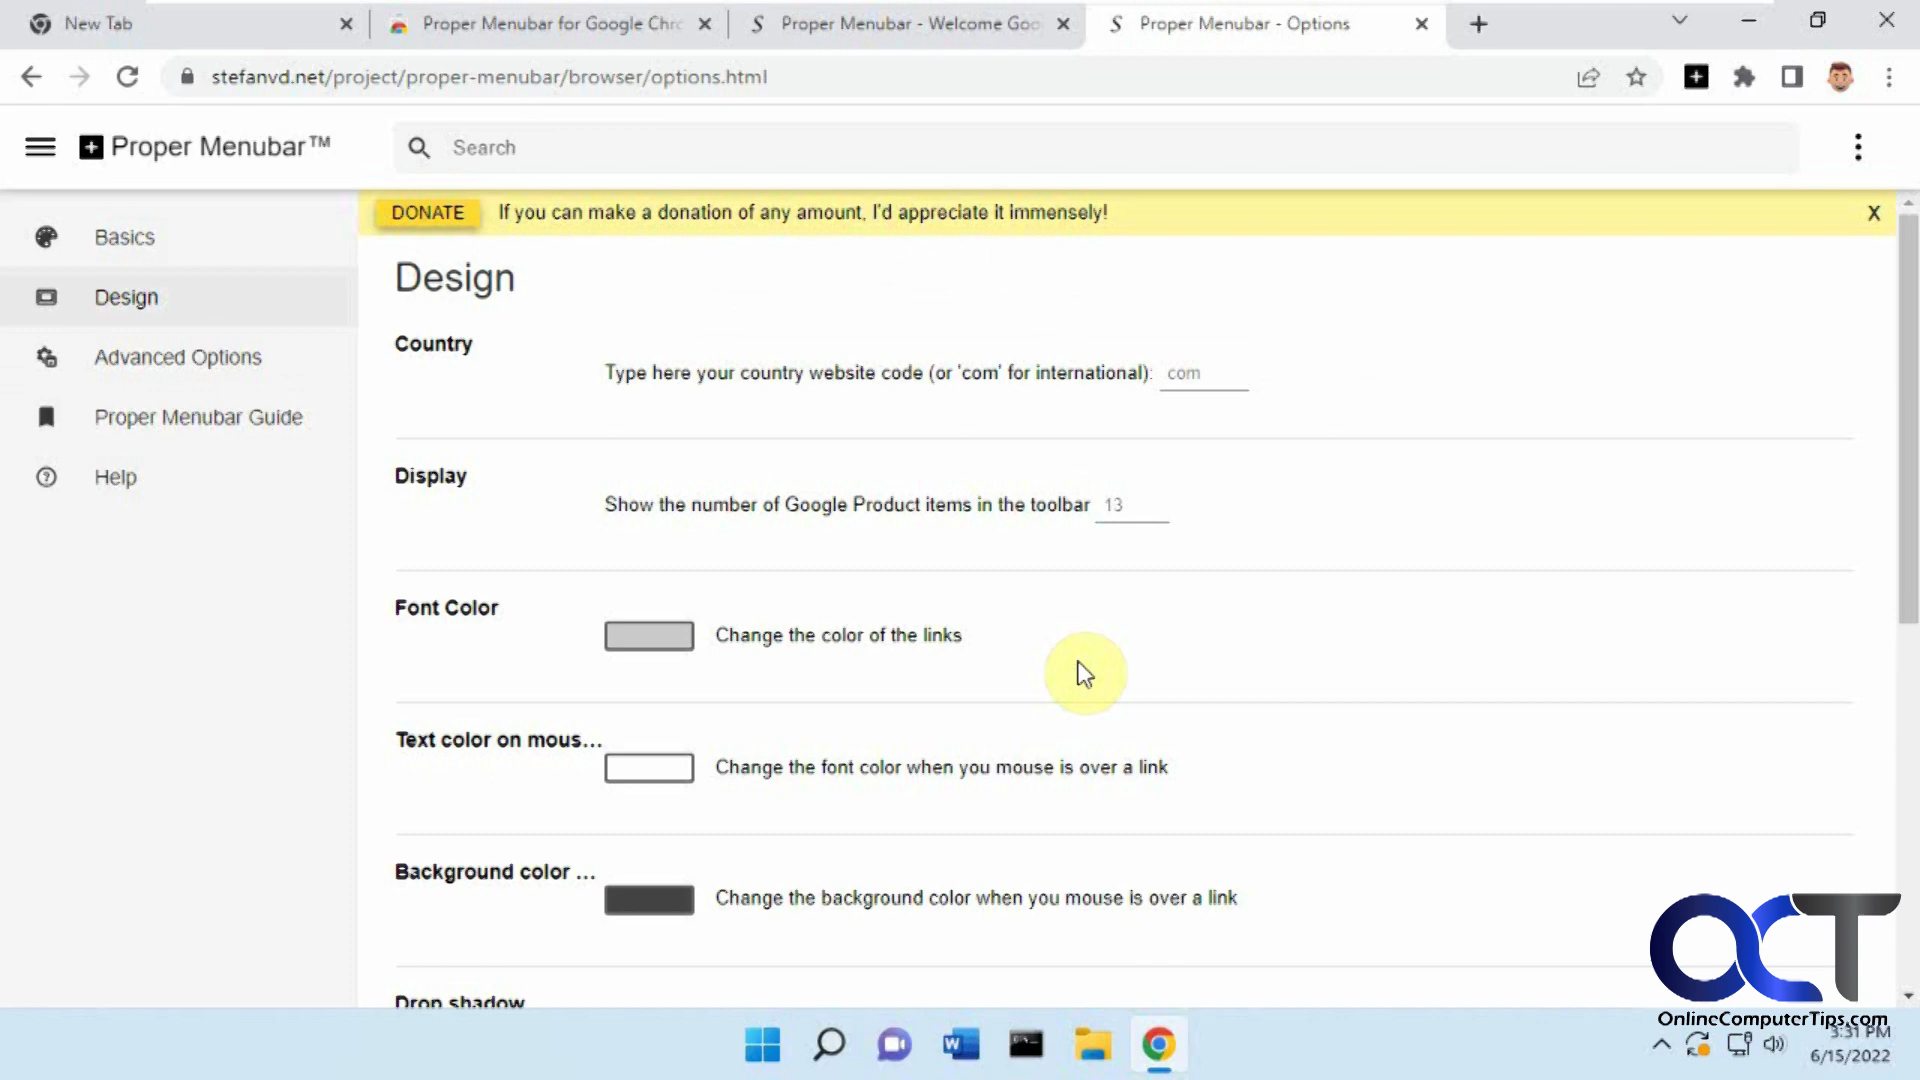 New Tab
Proper Menubar for Google Chrc
Proper Menubar - Welcome Goo
Proper Menubar - Options
stefanvd.net/project/proper-menubar/browser/options.html
Proper Menubar™
Search
DONATE If you can make a donation of any amount, I'd appreciate it immensely! X
Basics
Design
Advanced Options
Proper Menubar Guide
Help
Design
Country
Type here your country website code (or 'com' for international): com
Display
Show the number of Google Product items in the toolbar 13
Font Color
Change the color of the links
Text color on mous...
Change the font color when you mouse is over a link
Background color ...
Change the background color when you mouse is over a link
Drop shadow
OCT
OnlineComputerTips.com
3:31 PM
6/15/2022